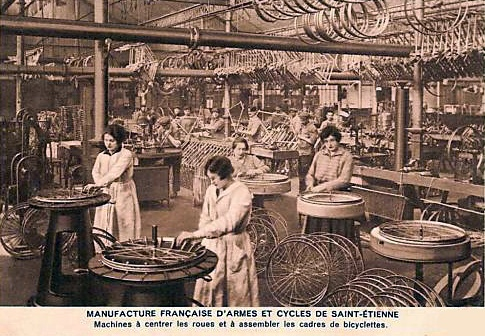 MANUFACTURE FRANÇAISE D'ARMES ET CYCLES DE SAINT-ÉTIENNE
Machines à centrer les roues et à assembler les cadres de bicyclettes.